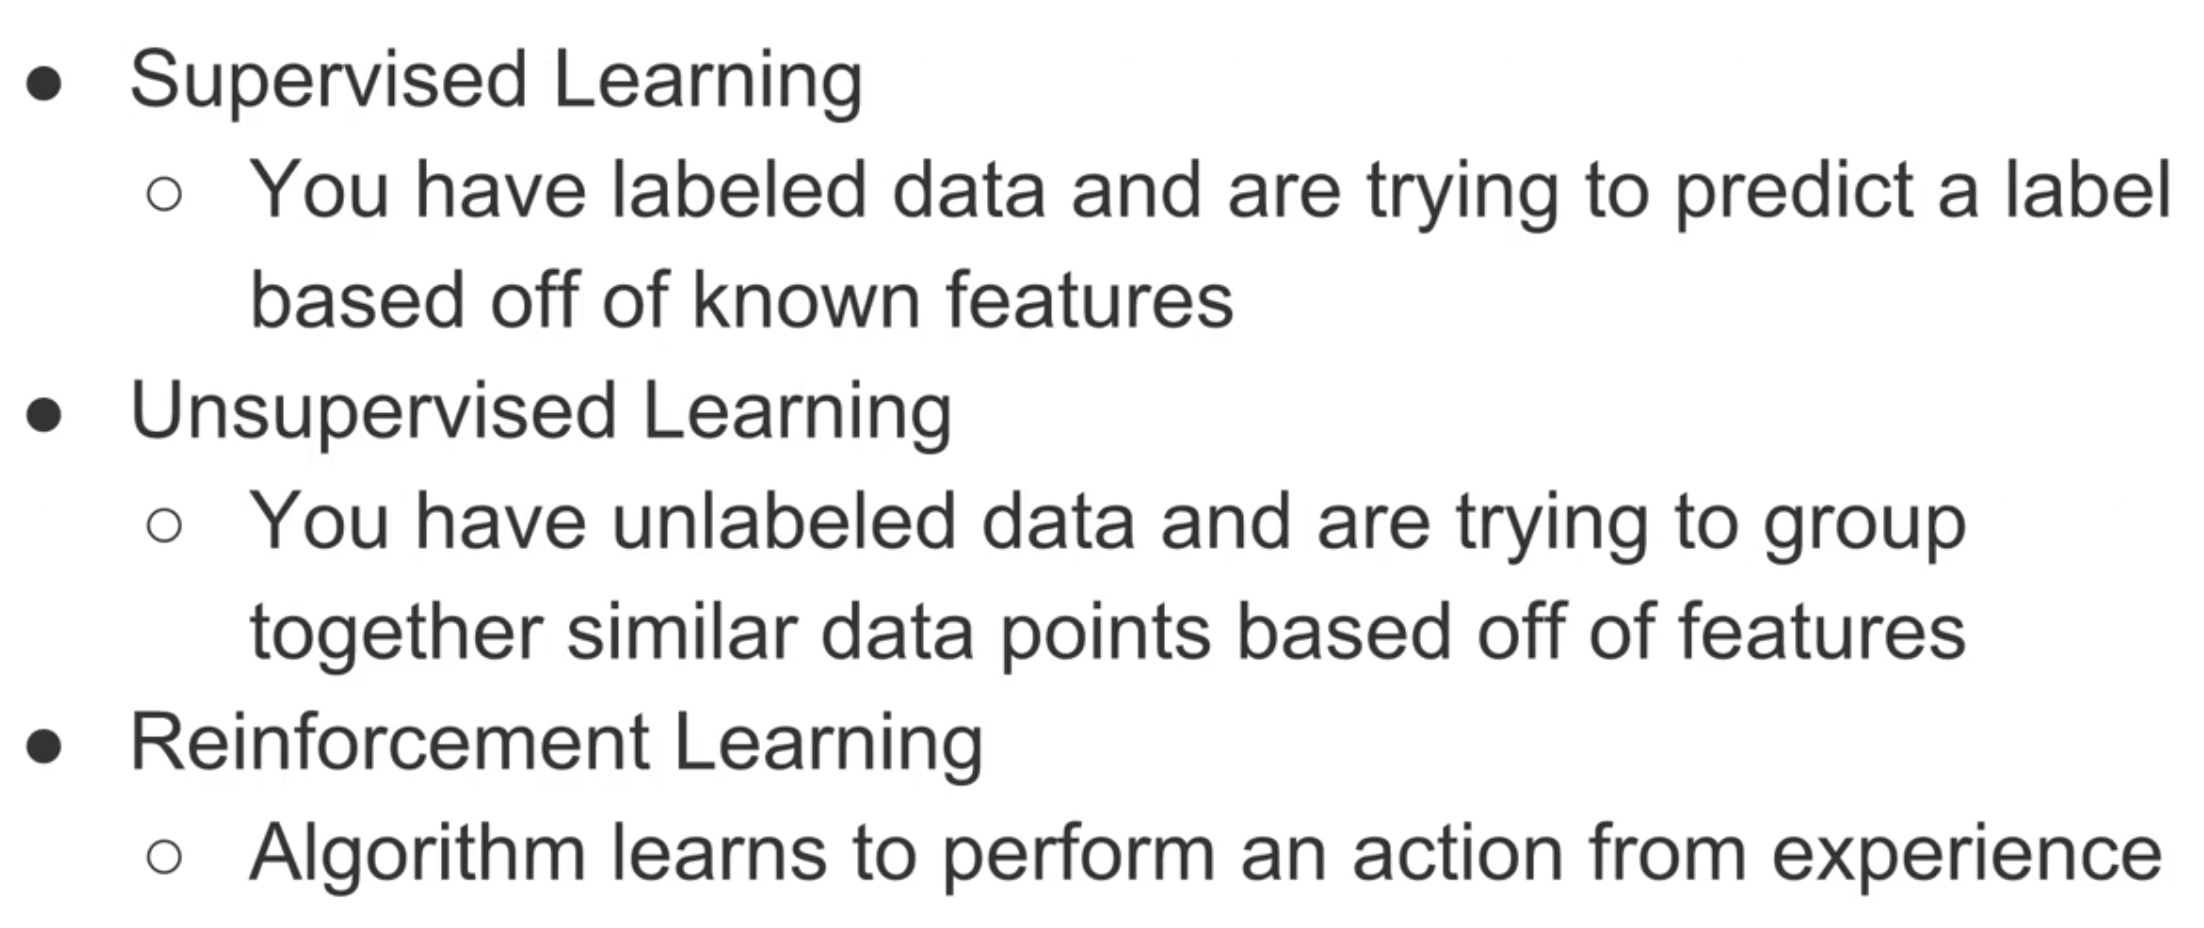 ● Supervised Learning
○ You have labeled data and are trying to predict a label
based off of known features
● Unsupervised Learning
○ You have unlabeled data and are trying to group
together similar data points based off of features
● Reinforcement Learning
○ Algorithm learns to perform an action from experience